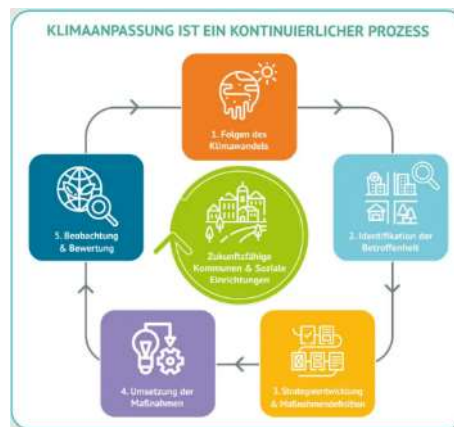 KLIMAANPASSUNG IST EIN KONTINUIERLICHER PROZESS
1. Folgen des
Klimawandels
2. Identifikation der
Betroffenheit
3. Strategieentwicklung
& Maßnahmendefinition
4. Umsetzung der
Maßnahmen
5. Beobachtung
& Bewertung
Zukunftsfähige
Kommunen & Soziale
Einrichtungen